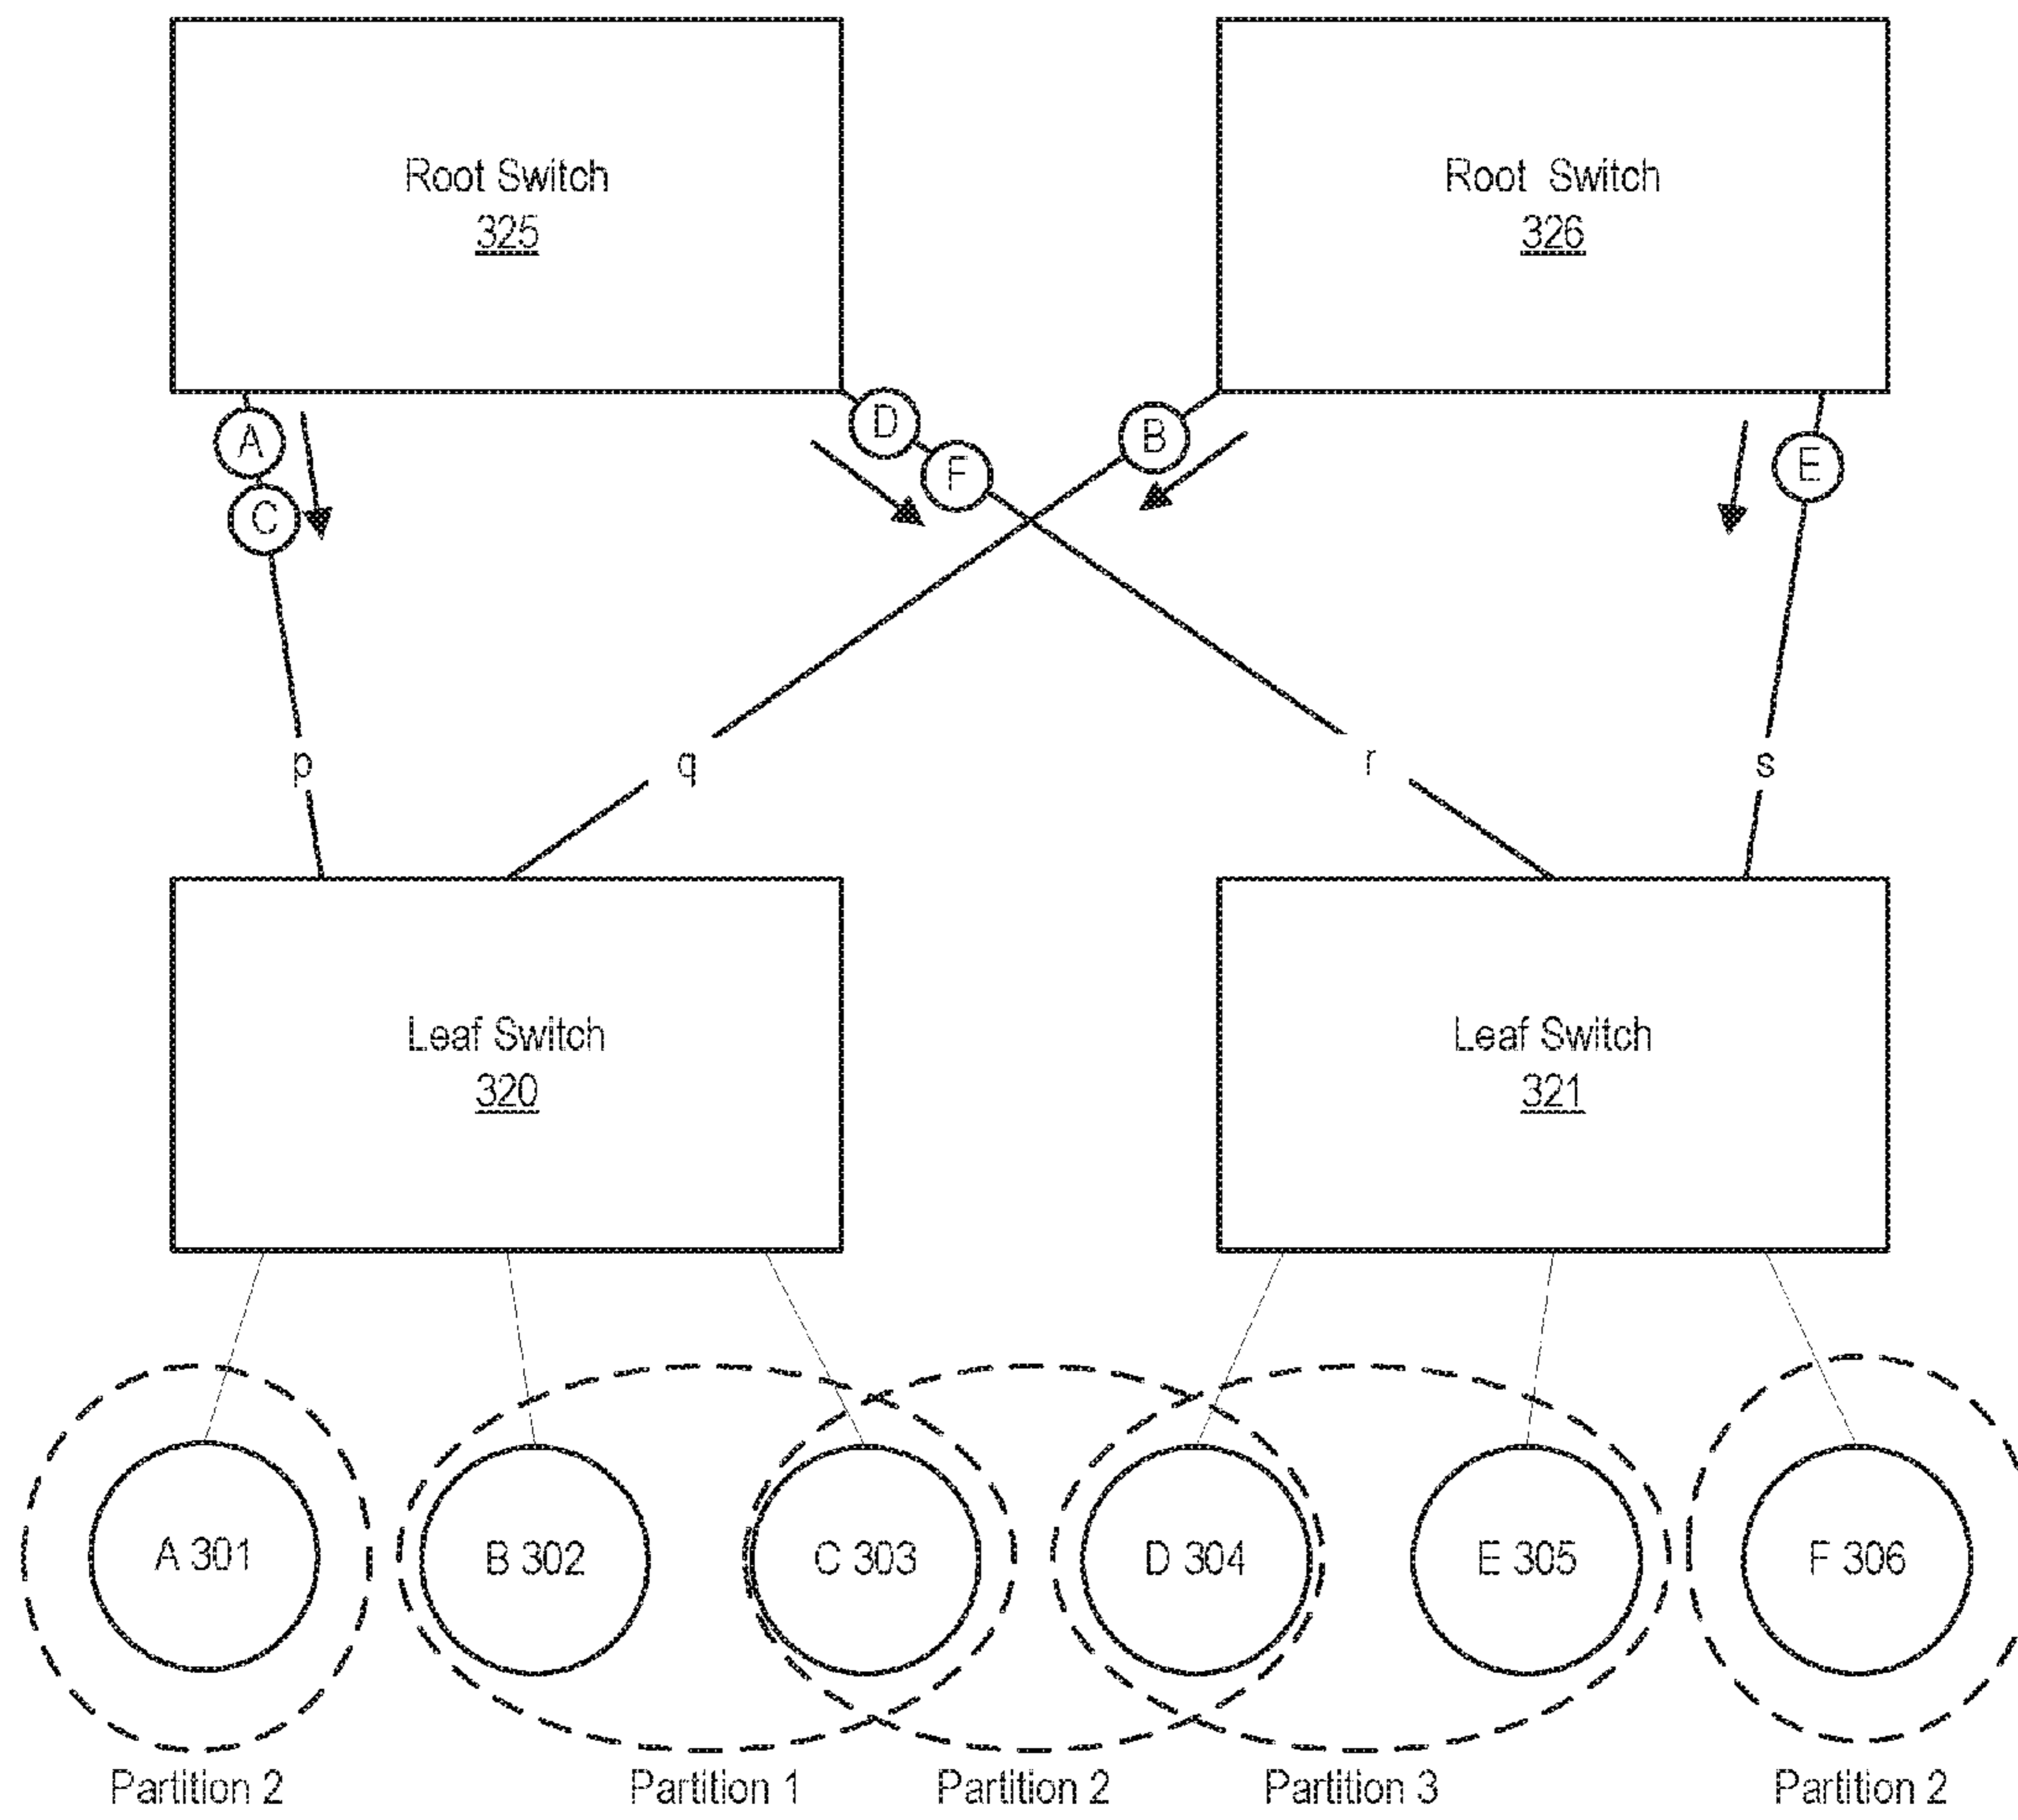 Root Switch
325
Root Switch
326
A
C
D
F
B
E
p
q
r
s
Leaf Switch
320
Leaf Switch
321
A 301
B 302
C 303
D 304
E 305
F 306
Partition 2
Partition 1
Partition 2
Partition 3
Partition 2